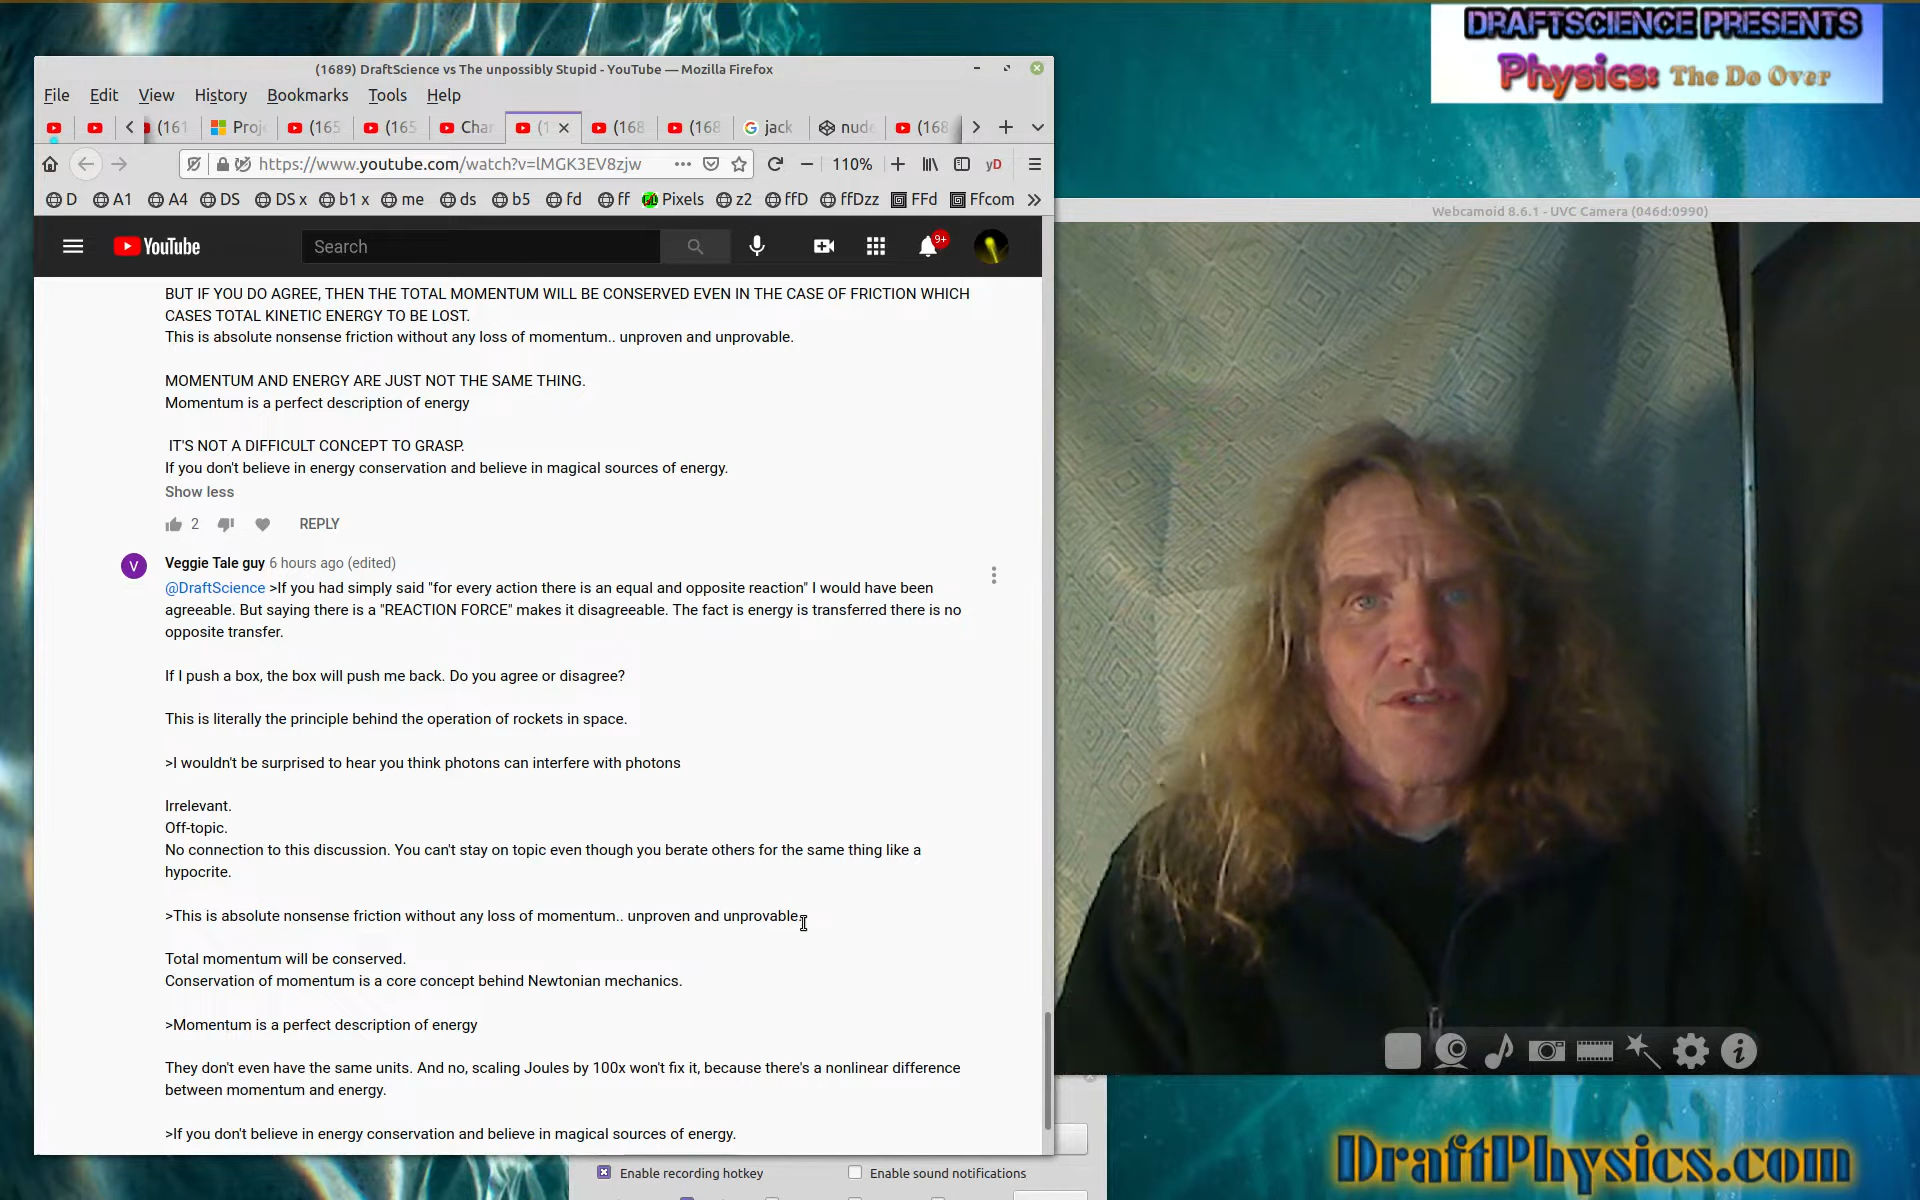 DRAFTSCIENCE PRESENTS
Physics: The Do Over
(1689) DraftScience vs The unpossibly Stupid - YouTube — Mozilla Firefox
File Edit View History Bookmarks Tools Help
(161 Proj (165 (165 Char (1 (168 (168 jack nude (168
https://www.youtube.com/watch?v=lMGK3EV8zjw 110% yD
D A1 A4 DS DS x b1 x me ds b5 fd ff Pixels z2 ffD ffDzz FFd Ffcom
Webcamoid 8.6.1 - UVC Camera (046d:0990)
YouTube Search 9+
BUT IF YOU DO AGREE, THEN THE TOTAL MOMENTUM WILL BE CONSERVED EVEN IN THE CASE OF FRICTION WHICH
CASES TOTAL KINETIC ENERGY TO BE LOST.
This is absolute nonsense friction without any loss of momentum.. unproven and unprovable.
MOMENTUM AND ENERGY ARE JUST NOT THE SAME THING.
Momentum is a perfect description of energy
IT'S NOT A DIFFICULT CONCEPT TO GRASP.
If you don't believe in energy conservation and believe in magical sources of energy.
Show less
2 REPLY
V Veggie Tale guy 6 hours ago (edited)
@DraftScience >If you had simply said "for every action there is an equal and opposite reaction" I would have been
agreeable. But saying there is a "REACTION FORCE" makes it disagreeable. The fact is energy is transferred there is no
opposite transfer.
If I push a box, the box will push me back. Do you agree or disagree?
This is literally the principle behind the operation of rockets in space.
>I wouldn't be surprised to hear you think photons can interfere with photons
Irrelevant.
Off-topic.
No connection to this discussion. You can't stay on topic even though you berate others for the same thing like a
hypocrite.
>This is absolute nonsense friction without any loss of momentum.. unproven and unprovable.
Total momentum will be conserved.
Conservation of momentum is a core concept behind Newtonian mechanics.
>Momentum is a perfect description of energy
They don't even have the same units. And no, scaling Joules by 100x won't fix it, because there's a nonlinear difference
between momentum and energy.
>If you don't believe in energy conservation and believe in magical sources of energy.
Enable recording hotkey Enable sound notifications
DraftPhysics.com